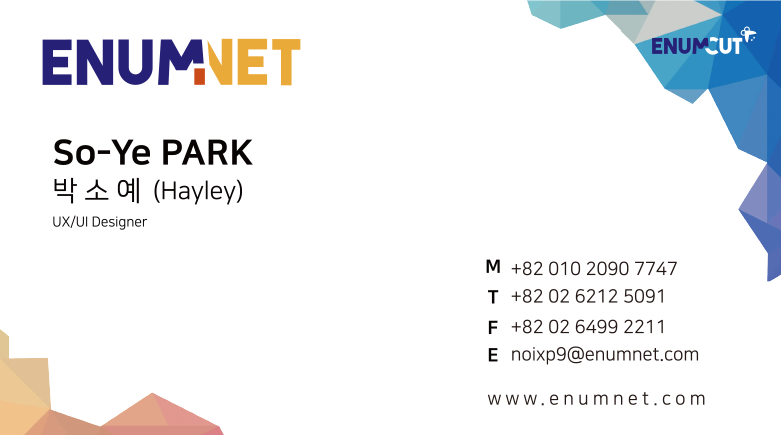 ENUMNET
ENUMCUT
So-Ye PARK
박 소 예 (Hayley)
UX/UI Designer
M +82 010 2090 7747
T +82 02 6212 5091
F +82 02 6499 2211
E noixp9@enumnet.com
www.enumnet.com